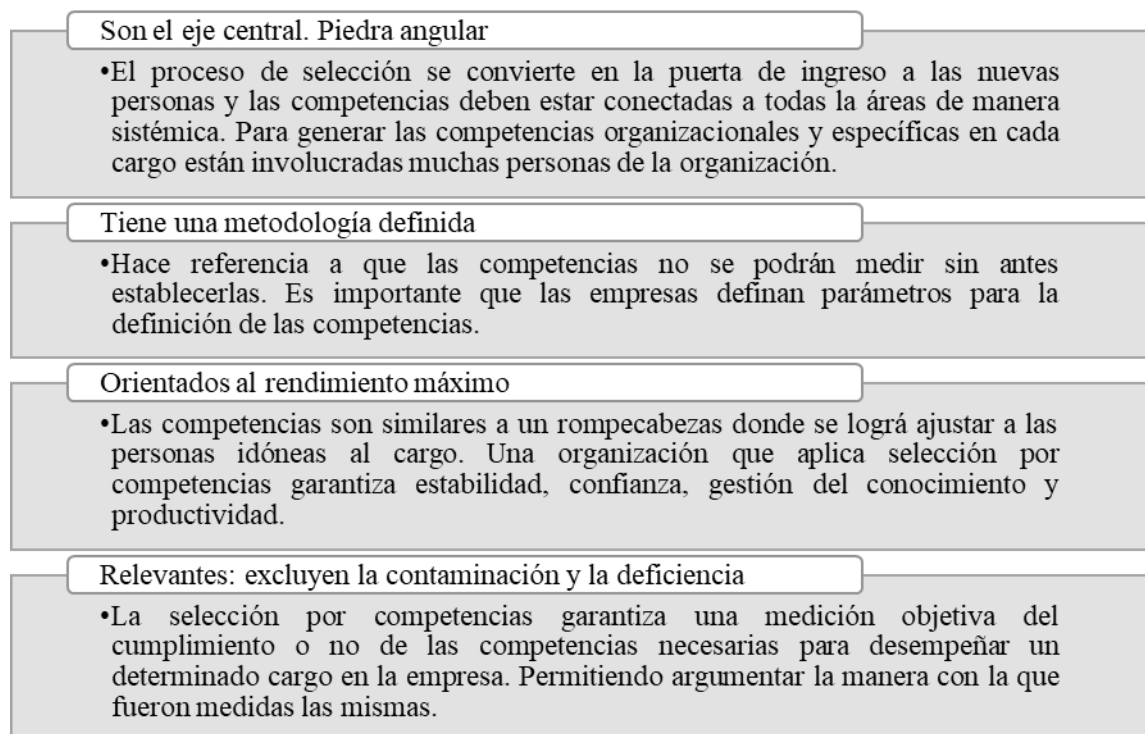 Son el eje central. Piedra angular
•El proceso de selección se convierte en la puerta de ingreso a las nuevas
personas y las competencias deben estar conectadas a todas la áreas de manera
sistémica. Para generar las competencias organizacionales y específicas en cada
cargo están involucradas muchas personas de la organización.
Tiene una metodología definida
•Hace referencia a que las competencias no se podrán medir sin antes
establecerlas. Es importante que las empresas definan parámetros para la
definición de las competencias.
Orientados al rendimiento máximo
•Las competencias son similares a un rompecabezas donde se lográ ajustar a las
personas idóneas al cargo. Una organización que aplica selección por
competencias garantiza estabilidad, confianza, gestión del conocimiento y
productividad.
Relevantes: excluyen la contaminación y la deficiencia
•La selección por competencias garantiza una medición objetiva del
cumplimiento o no de las competencias necesarias para desempeñar un
determinado cargo en la empresa. Permitiendo argumentar la manera con la que
fueron medidas las mismas.